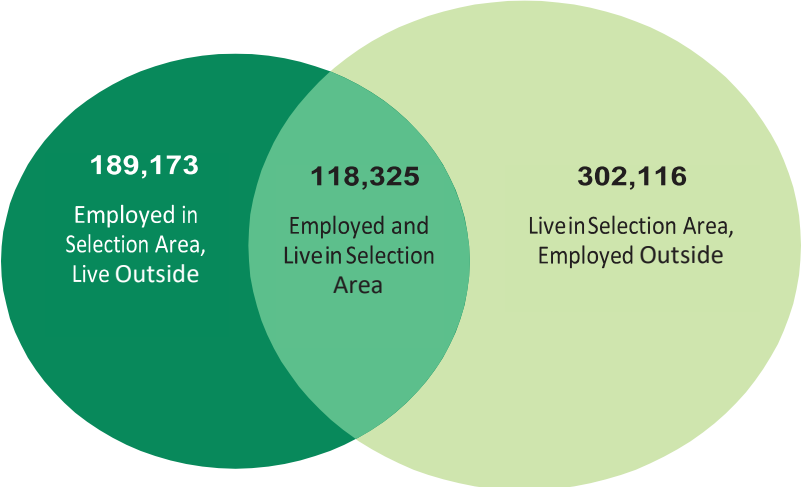 189,173
Employed in
Selection Area,
Live Outside
118,325
Employed and
Live in Selection
Area
302,116
Live in Selection Area,
Employed Outside